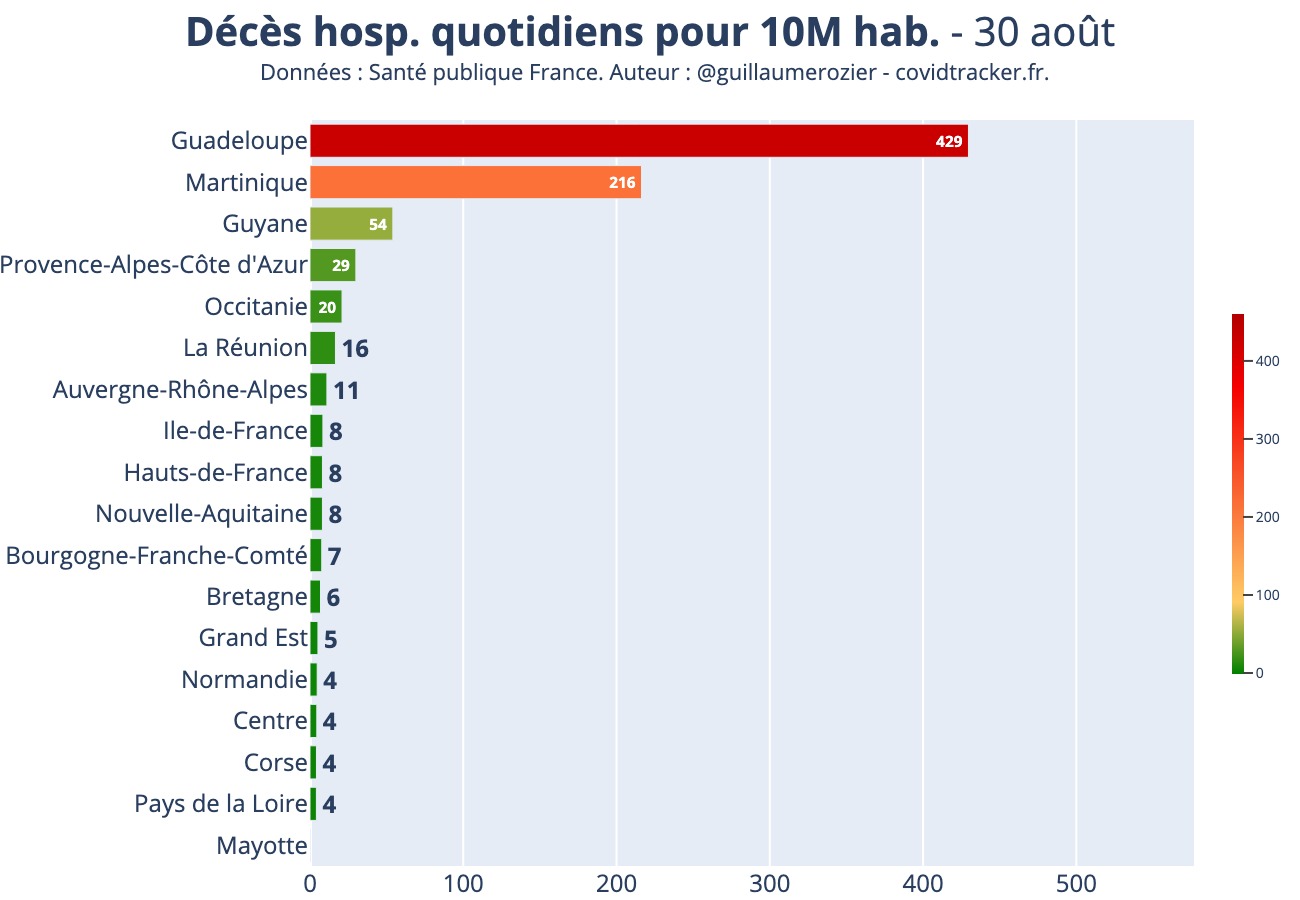 Décès hosp. quotidiens pour 10M hab. - 30 août
Données : Santé publique France. Auteur : @guillaumerozier - covidtracker.fr.
Guadeloupe 429
Martinique 216
Guyane 54
Provence-Alpes-Côte d'Azur 29
Occitanie 20
La Réunion 16
Auvergne-Rhône-Alpes 11
Ile-de-France 8
Hauts-de-France 8
Nouvelle-Aquitaine 8
Bourgogne-Franche-Comté 7
Bretagne 6
Grand Est 5
Normandie 4
Centre 4
Corse 4
Pays de la Loire 4
Mayotte
0 100 200 300 400 500
400
300
200
100
0